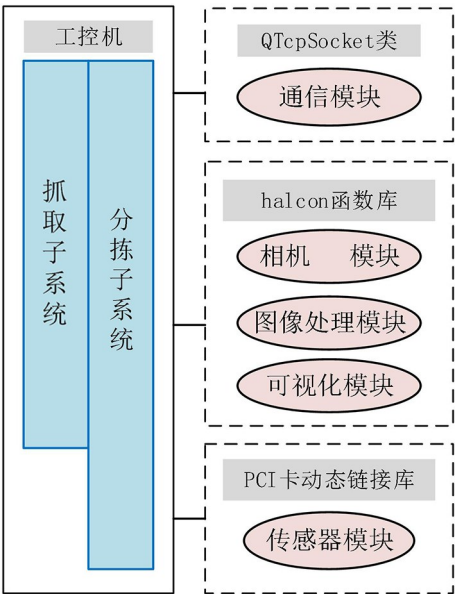 工控机
抓取子系统
分拣子系统
QTcpSocket类
通信模块
halcon函数库
相机 模块
图像处理模块
可视化模块
PCI卡动态链接库
传感器模块